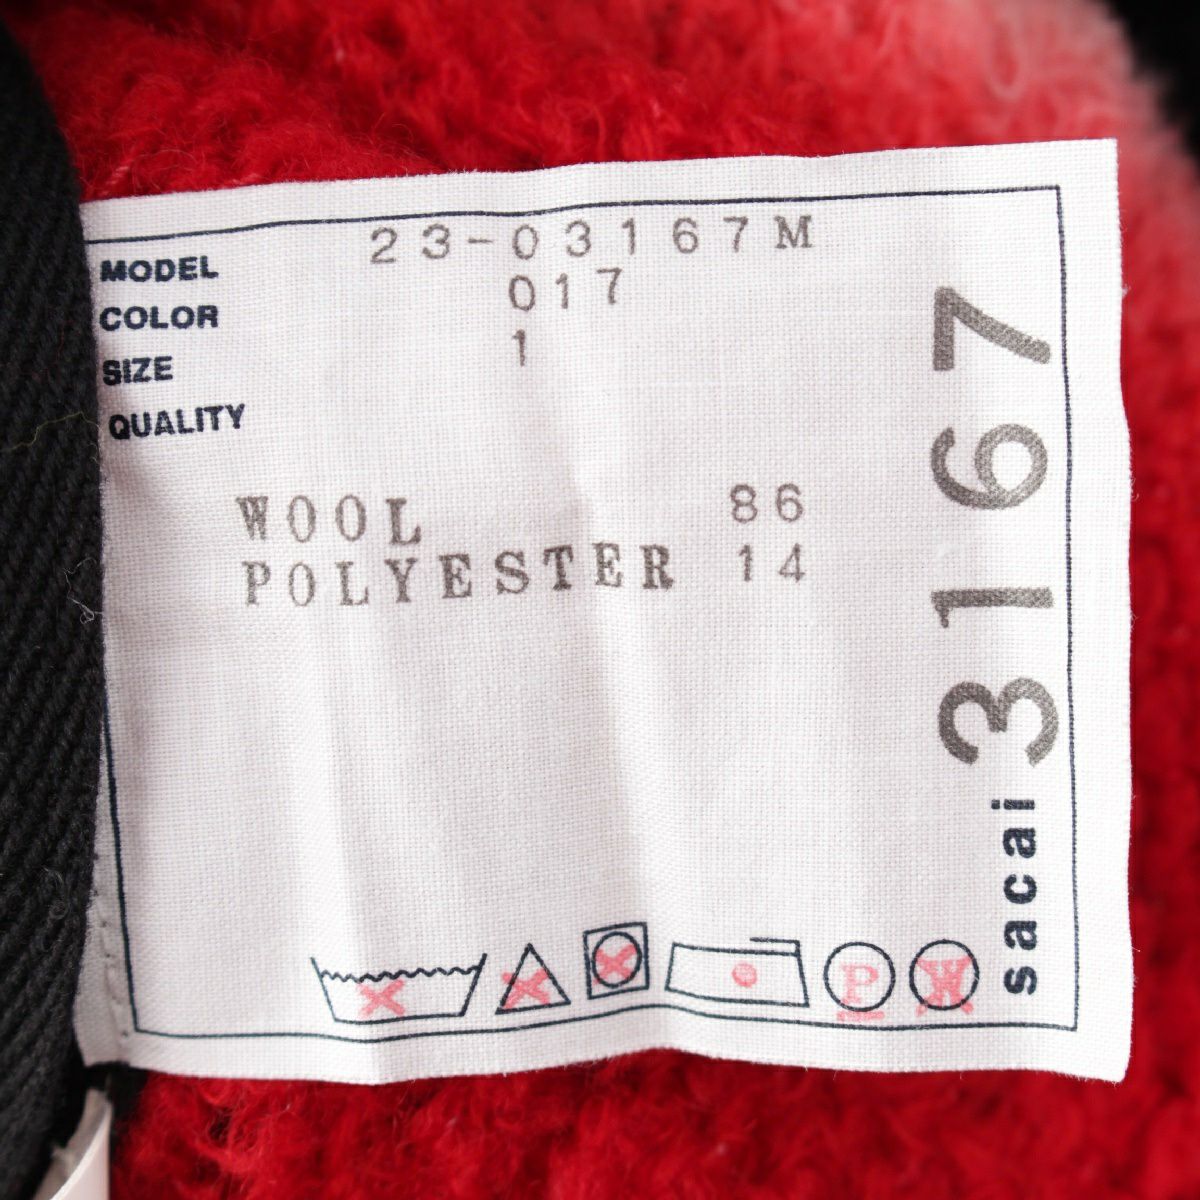 MODEL 23-03167M
COLOR 017
SIZE 1
QUALITY
WOOL 86
POLYESTER 14
P W
sacai 3167